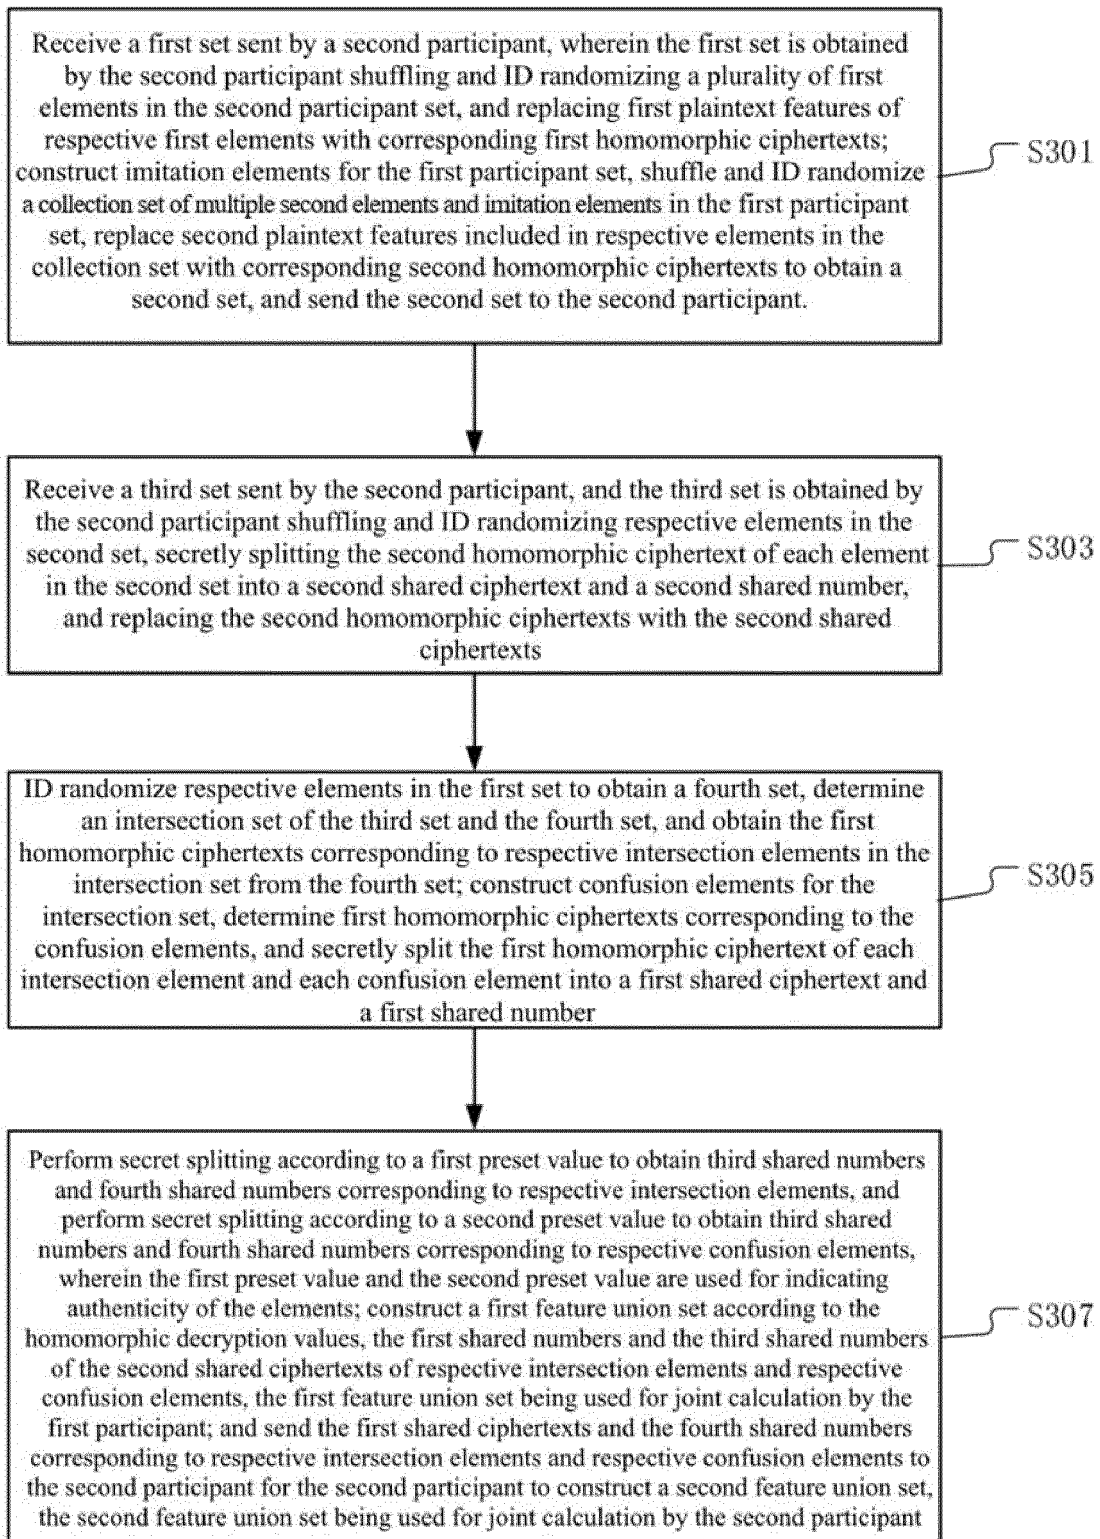 Receive a first set sent by a second participant, wherein the first set is obtained
by the second participant shuffling and ID randomizing a plurality of first
elements in the second participant set, and replacing first plaintext features of
respective first elements with corresponding first homomorphic ciphertexts;
construct imitation elements for the first participant set, shuffle and ID randomize
a collection set of multiple second elements and imitation elements in the first participant
set, replace second plaintext features included in respective elements in the
collection set with corresponding second homomorphic ciphertexts to obtain a
second set, and send the second set to the second participant.
S301
Receive a third set sent by the second participant, and the third set is obtained by
the second participant shuffling and ID randomizing respective elements in the
second set, secretly splitting the second homomorphic ciphertext of each element
in the second set into a second shared ciphertext and a second shared number,
and replacing the second homomorphic ciphertexts with the second shared
ciphertexts
S303
ID randomize respective elements in the first set to obtain a fourth set, determine
an intersection set of the third set and the fourth set, and obtain the first
homomorphic ciphertexts corresponding to respective intersection elements in the
intersection set from the fourth set; construct confusion elements for the
intersection set, determine first homomorphic ciphertexts corresponding to the
confusion elements, and secretly split the first homomorphic ciphertext of each
intersection element and each confusion element into a first shared ciphertext and
a first shared number
S305
Perform secret splitting according to a first preset value to obtain third shared numbers
and fourth shared numbers corresponding to respective intersection elements, and
perform secret splitting according to a second preset value to obtain third shared
numbers and fourth shared numbers corresponding to respective confusion elements,
wherein the first preset value and the second preset value are used for indicating
authenticity of the elements; construct a first feature union set according to the
homomorphic decryption values, the first shared numbers and the third shared numbers
of the second shared ciphertexts of respective intersection elements and respective
confusion elements, the first feature union set being used for joint calculation by the
first participant; and send the first shared ciphertexts and the fourth shared numbers
corresponding to respective intersection elements and respective confusion elements to
the second participant for the second participant to construct a second feature union set,
the second feature union set being used for joint calculation by the second participant
S307